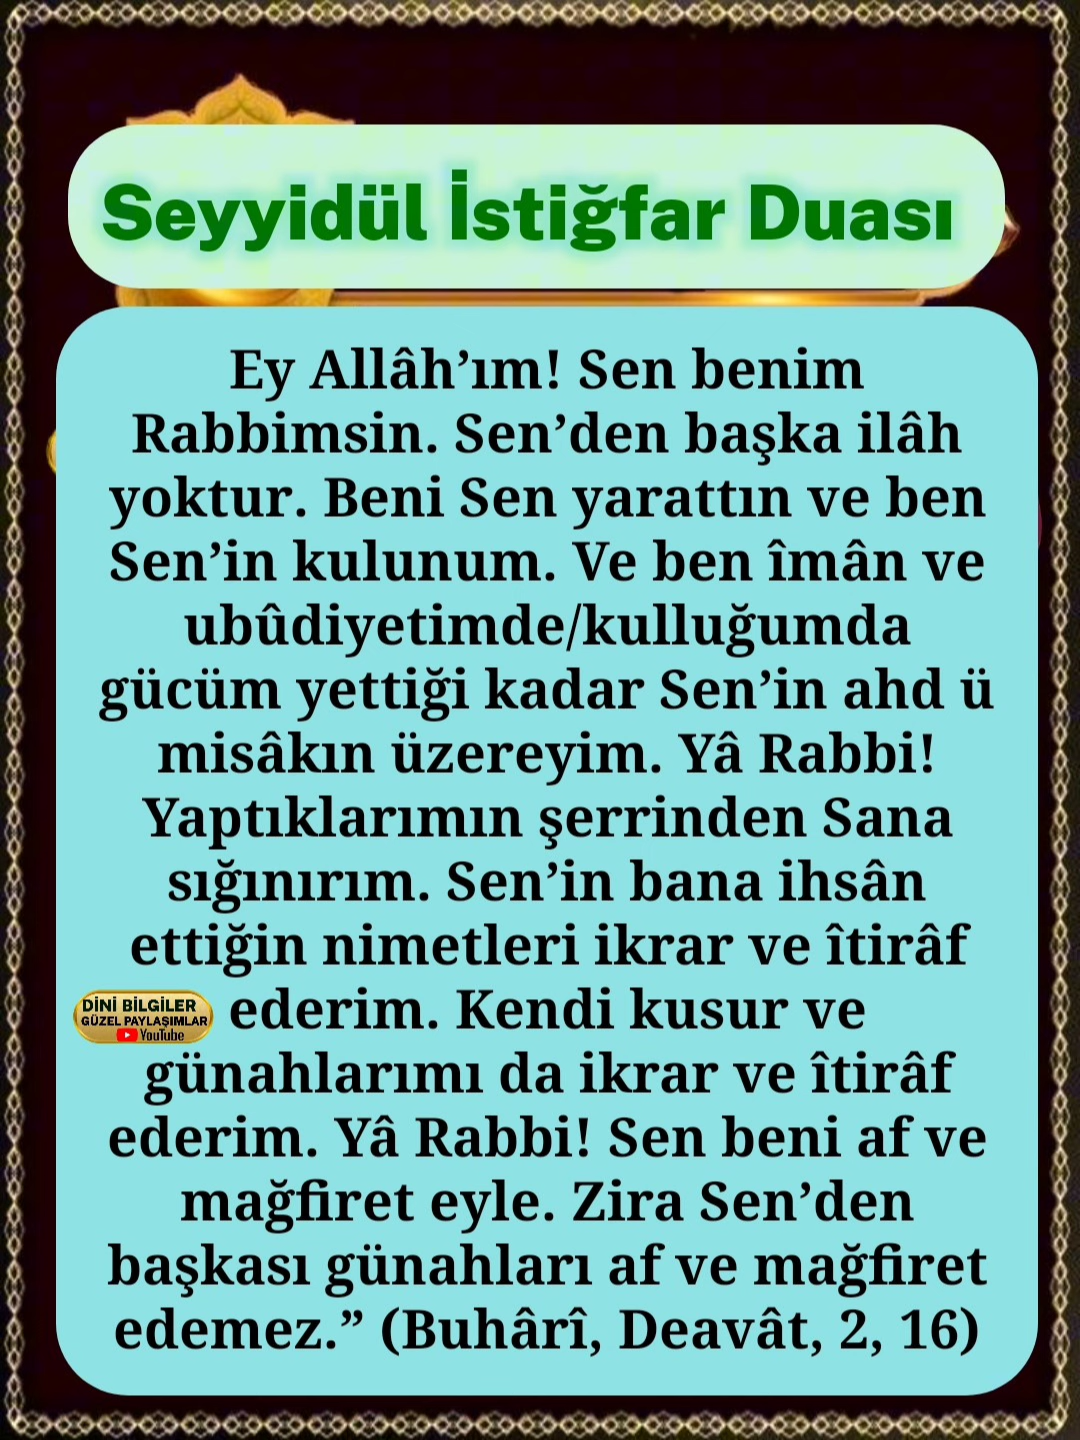 Seyyidül İstiğfar Duası
Ey Allâh’ım! Sen benim
Rabbimsin. Sen’den başka ilâh
yoktur. Beni Sen yarattın ve ben
Sen’in kulunum. Ve ben îmân ve
ubûdiyetimde/kulluğumda
gücüm yettiği kadar Sen’in ahd ü
misâkın üzereyim. Yâ Rabbi!
Yaptıklarımın şerrinden Sana
sığınırım. Sen’in bana ihsân
ettiğin nimetleri ikrar ve îtirâf
ederim. Kendi kusur ve
günahlarımı da ikrar ve îtirâf
ederim. Yâ Rabbi! Sen beni af ve
mağfiret eyle. Zira Sen’den
başkası günahları af ve mağfiret
edemez.” (Buhârî, Deavât, 2, 16)
DİNİ BİLGİLER
GÜZEL PAYLAŞIMLAR
YouTube